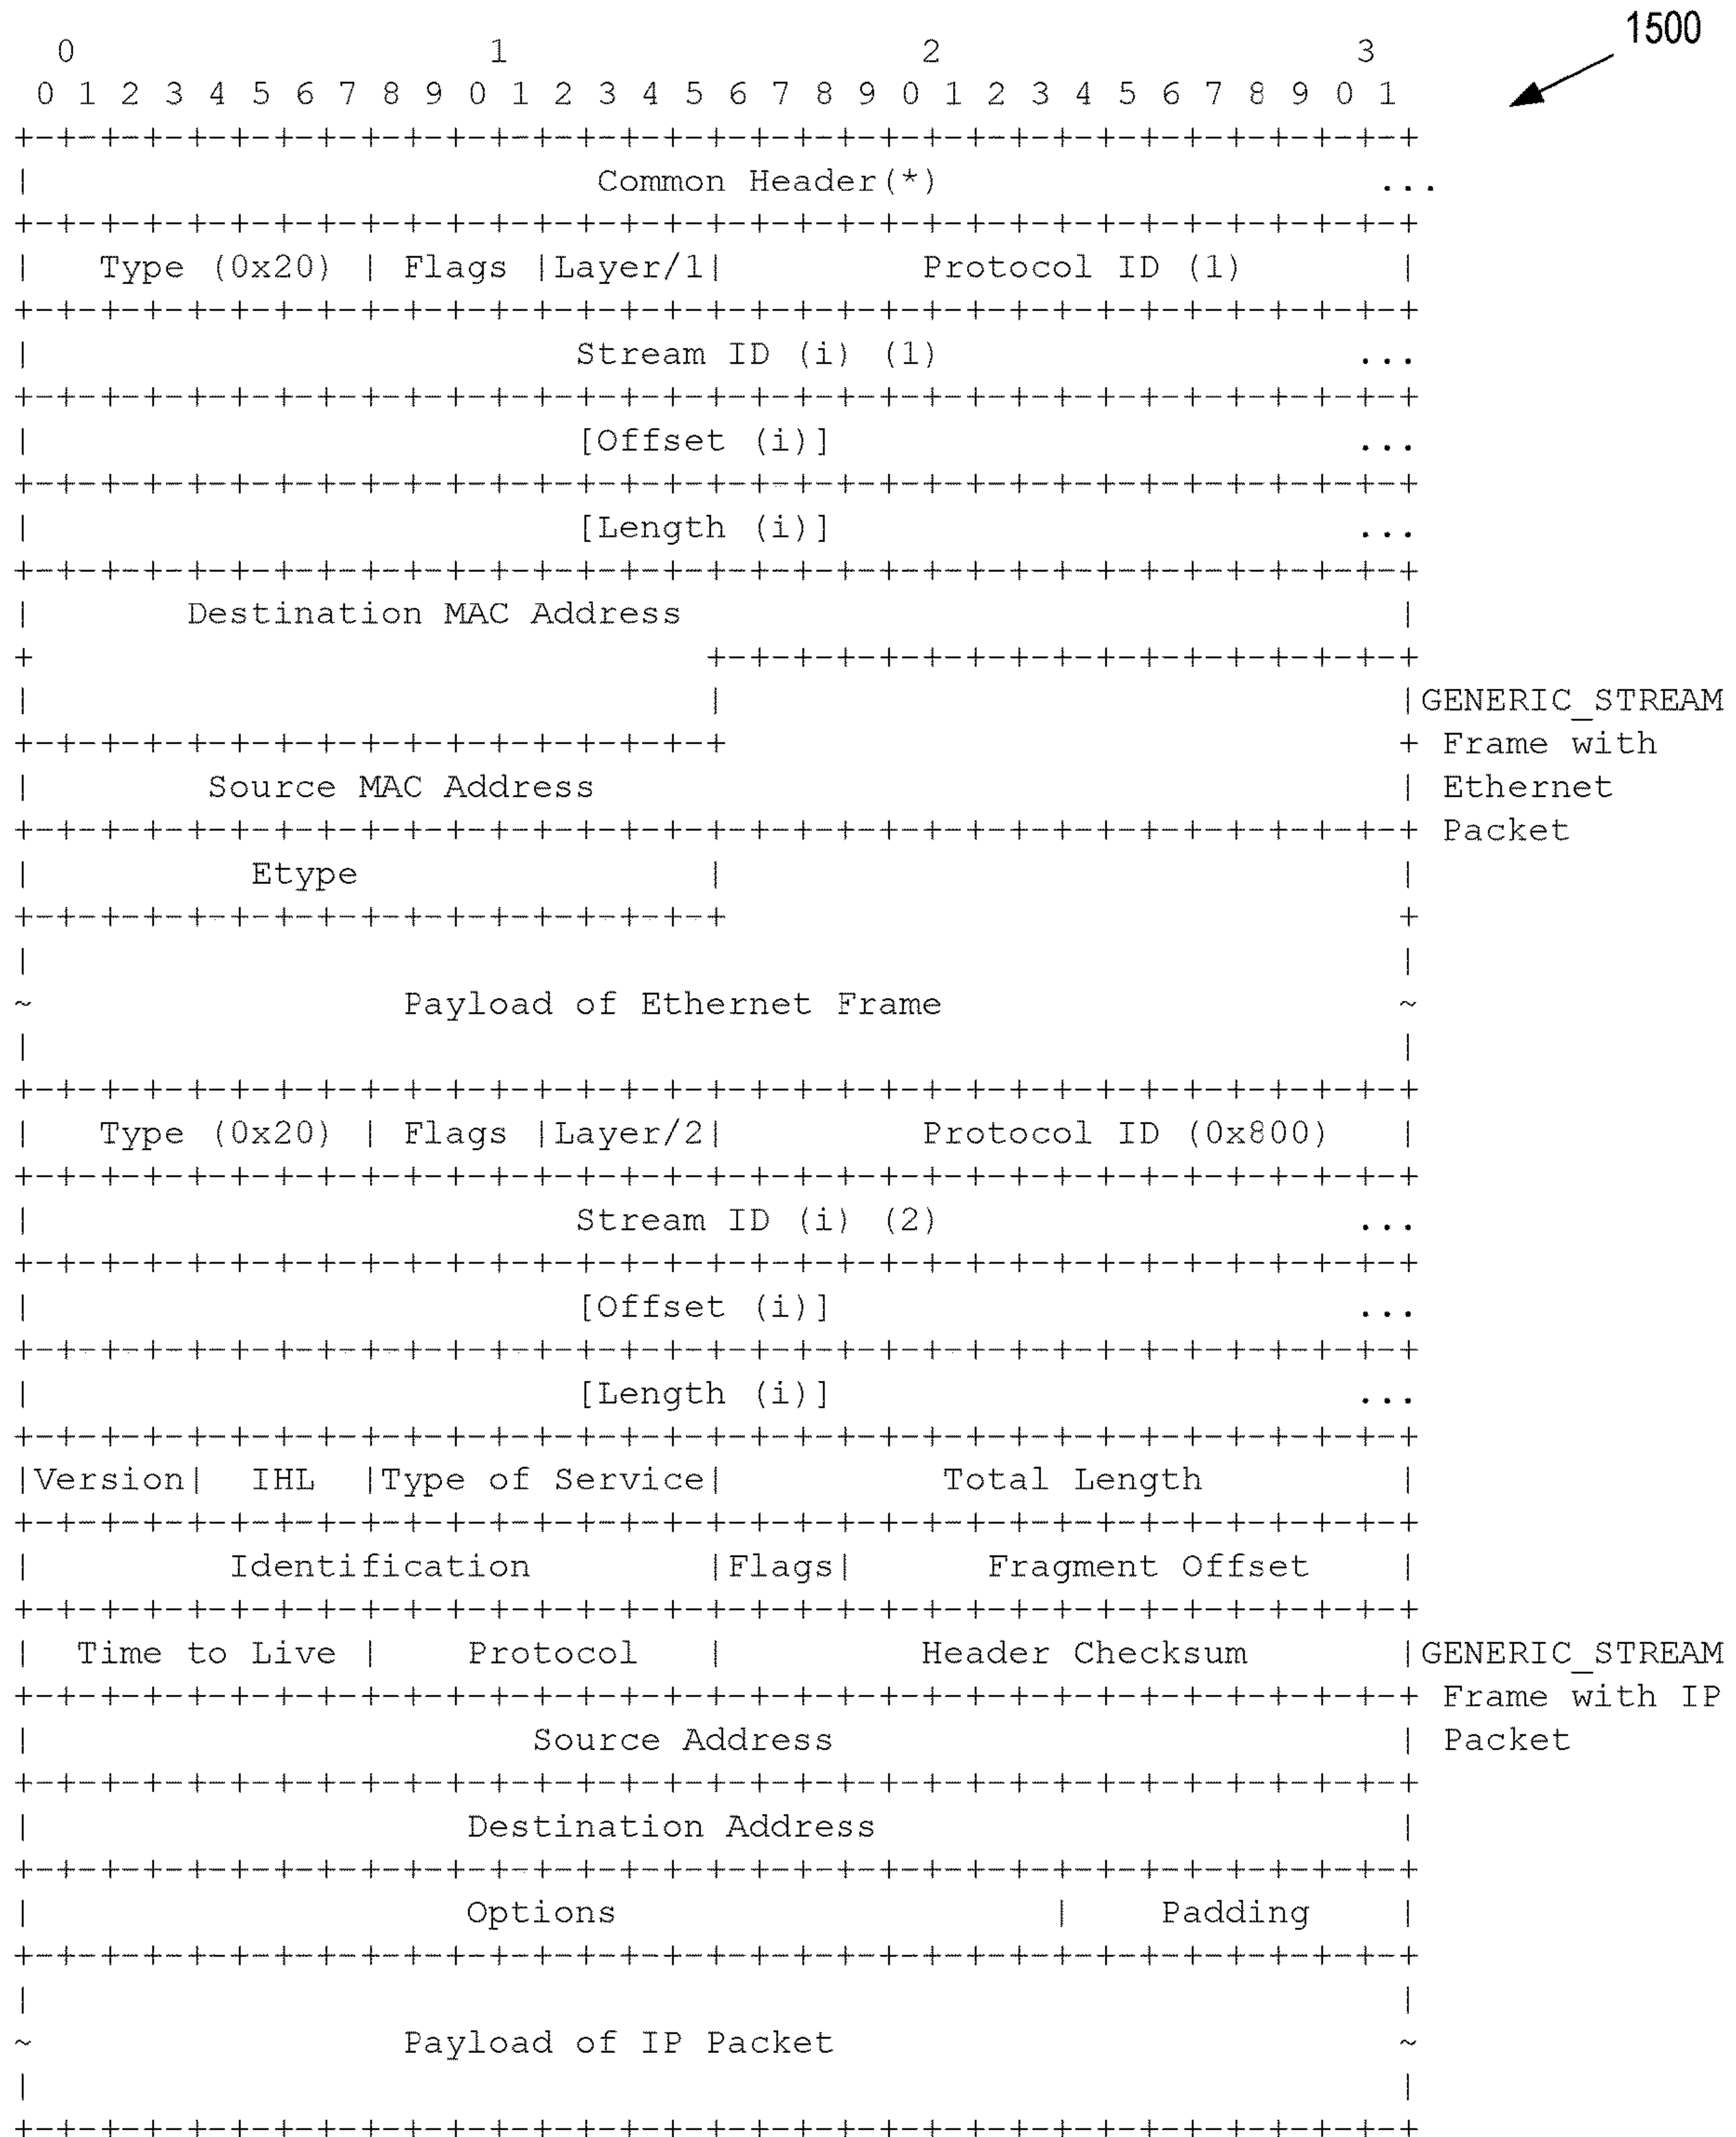 1500
0 1 2 3
0 1 2 3 4 5 6 7 8 9 0 1 2 3 4 5 6 7 8 9 0 1 2 3 4 5 6 7 8 9 0 1
+-+-+-+-+-+-+-+-+-+-+-+-+-+-+-+-+-+-+-+-+-+-+-+-+-+-+-+-+-+-+-+-+
| Common Header(*) ...
+-+-+-+-+-+-+-+-+-+-+-+-+-+-+-+-+-+-+-+-+-+-+-+-+-+-+-+-+-+-+-+-+
| Type (0x20) | Flags |Layer/1| Protocol ID (1) |
+-+-+-+-+-+-+-+-+-+-+-+-+-+-+-+-+-+-+-+-+-+-+-+-+-+-+-+-+-+-+-+-+
| Stream ID (i) (1) ...
+-+-+-+-+-+-+-+-+-+-+-+-+-+-+-+-+-+-+-+-+-+-+-+-+-+-+-+-+-+-+-+-+
| [Offset (i)] ...
+-+-+-+-+-+-+-+-+-+-+-+-+-+-+-+-+-+-+-+-+-+-+-+-+-+-+-+-+-+-+-+-+
| [Length (i)] ...
+-+-+-+-+-+-+-+-+-+-+-+-+-+-+-+-+-+-+-+-+-+-+-+-+-+-+-+-+-+-+-+-+
| Destination MAC Address |
+ +-+-+-+-+-+-+-+-+-+-+-+-+-+-+-+-+
| | |GENERIC_STREAM
+-+-+-+-+-+-+-+-+-+-+-+-+-+-+-+-+ + Frame with
| Source MAC Address | Ethernet
+-+-+-+-+-+-+-+-+-+-+-+-+-+-+-+-+-+-+-+-+-+-+-+-+-+-+-+-+-+-+-+-+ Packet
| Etype | |
+-+-+-+-+-+-+-+-+-+-+-+-+-+-+-+-+ +
| |
~ Payload of Ethernet Frame ~
| |
+-+-+-+-+-+-+-+-+-+-+-+-+-+-+-+-+-+-+-+-+-+-+-+-+-+-+-+-+-+-+-+-+
| Type (0x20) | Flags |Layer/2| Protocol ID (0x800) |
+-+-+-+-+-+-+-+-+-+-+-+-+-+-+-+-+-+-+-+-+-+-+-+-+-+-+-+-+-+-+-+-+
| Stream ID (i) (2) ...
+-+-+-+-+-+-+-+-+-+-+-+-+-+-+-+-+-+-+-+-+-+-+-+-+-+-+-+-+-+-+-+-+
| [Offset (i)] ...
+-+-+-+-+-+-+-+-+-+-+-+-+-+-+-+-+-+-+-+-+-+-+-+-+-+-+-+-+-+-+-+-+
| [Length (i)] ...
+-+-+-+-+-+-+-+-+-+-+-+-+-+-+-+-+-+-+-+-+-+-+-+-+-+-+-+-+-+-+-+-+
|Version| IHL |Type of Service| Total Length |
+-+-+-+-+-+-+-+-+-+-+-+-+-+-+-+-+-+-+-+-+-+-+-+-+-+-+-+-+-+-+-+-+
| Identification |Flags| Fragment Offset |
+-+-+-+-+-+-+-+-+-+-+-+-+-+-+-+-+-+-+-+-+-+-+-+-+-+-+-+-+-+-+-+-+
| Time to Live | Protocol | Header Checksum |GENERIC_STREAM
+-+-+-+-+-+-+-+-+-+-+-+-+-+-+-+-+-+-+-+-+-+-+-+-+-+-+-+-+-+-+-+-+ Frame with IP
| Source Address | Packet
+-+-+-+-+-+-+-+-+-+-+-+-+-+-+-+-+-+-+-+-+-+-+-+-+-+-+-+-+-+-+-+-+
| Destination Address |
+-+-+-+-+-+-+-+-+-+-+-+-+-+-+-+-+-+-+-+-+-+-+-+-+-+-+-+-+-+-+-+-+
| Options | Padding |
+-+-+-+-+-+-+-+-+-+-+-+-+-+-+-+-+-+-+-+-+-+-+-+-+-+-+-+-+-+-+-+-+
| |
~ Payload of IP Packet ~
| |
+-+-+-+-+-+-+-+-+-+-+-+-+-+-+-+-+-+-+-+-+-+-+-+-+-+-+-+-+-+-+-+-+